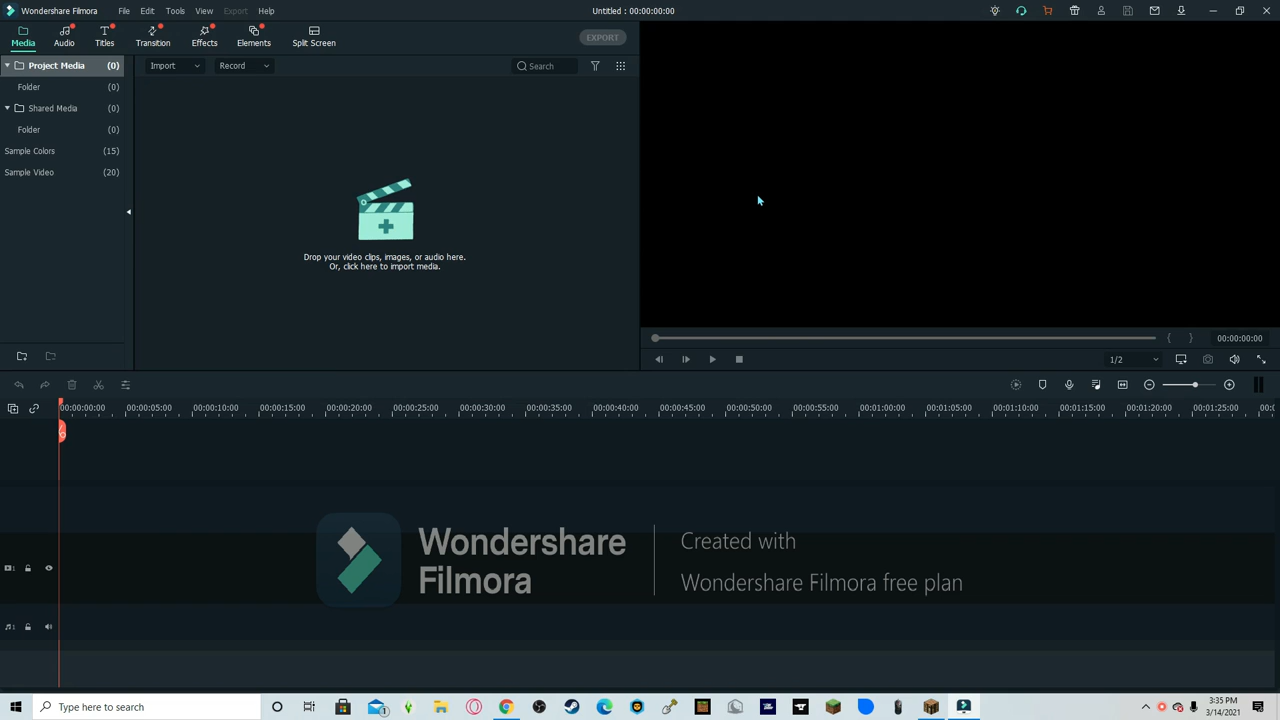 Wondershare Filmora File Edit Tools View Export Help Untitled : 00:00:00:00
Media Audio Titles Transition Effects Elements Split Screen EXPORT
Project Media (0) Import Record Search
Folder (0)
Shared Media (0)
Folder (0)
Sample Colors (15)
Sample Video (20)
Drop your video clips, images, or audio here.
Or, click here to import media.
00:00:00:00
1/2
00:00:00:00 00:00:05:00 00:00:10:00 00:00:15:00 00:00:20:00 00:00:25:00 00:00:30:00 00:00:35:00 00:00:40:00 00:00:45:00 00:00:50:00 00:00:55:00 00:01:00:00 00:01:05:00 00:01:10:00 00:01:15:00 00:01:20:00 00:01:25:00
Wondershare
Filmora
Created with
Wondershare Filmora free plan
1
1
Type here to search
1
3:35 PM
3/14/2021